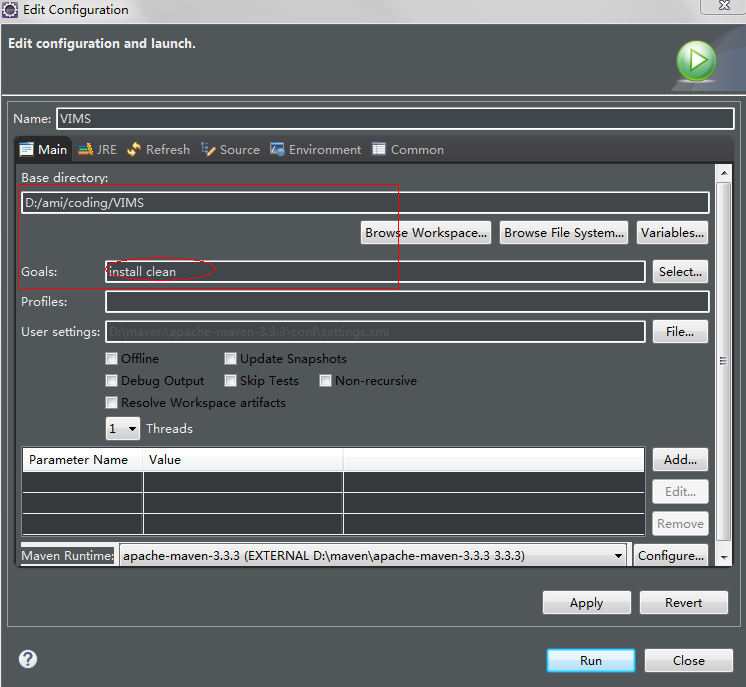 Edit Configuration
Edit configuration and launch.
Name: VIMS
Main JRE Refresh Source Environment Common
Base directory:
D:/ami/coding/VIMS
Browse Workspace... Browse File System... Variables...
Goals: install clean Select...
Profiles:
User settings: D:\maven\apache-maven-3.3.3\conf\settings.xml File...
Offline Update Snapshots
Debug Output Skip Tests Non-recursive
Resolve Workspace artifacts
1 Threads
Parameter Name Value Add...
Edit...
Remove
Maven Runtime: apache-maven-3.3.3 (EXTERNAL D:\maven\apache-maven-3.3.3 3.3.3) Configure...
Apply Revert
? Run Close